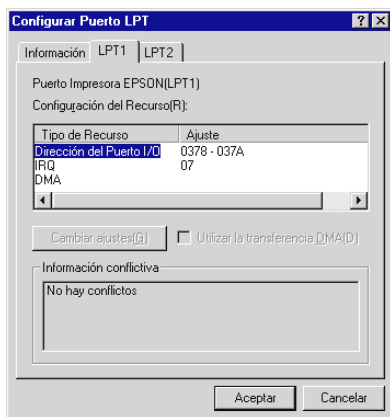 Configurar Puerto LPT
Información LPT1 LPT2
Puerto Impresora EPSON(LPT1)
Configuración del Recurso(R):
Tipo de Recurso Ajuste
Dirección del Puerto I/O 0378 - 037A
IRQ 07
DMA
Cambiar ajustes(G) Utilizar la transferencia DMA(D)
Información conflictiva
No hay conflictos
Aceptar Cancelar